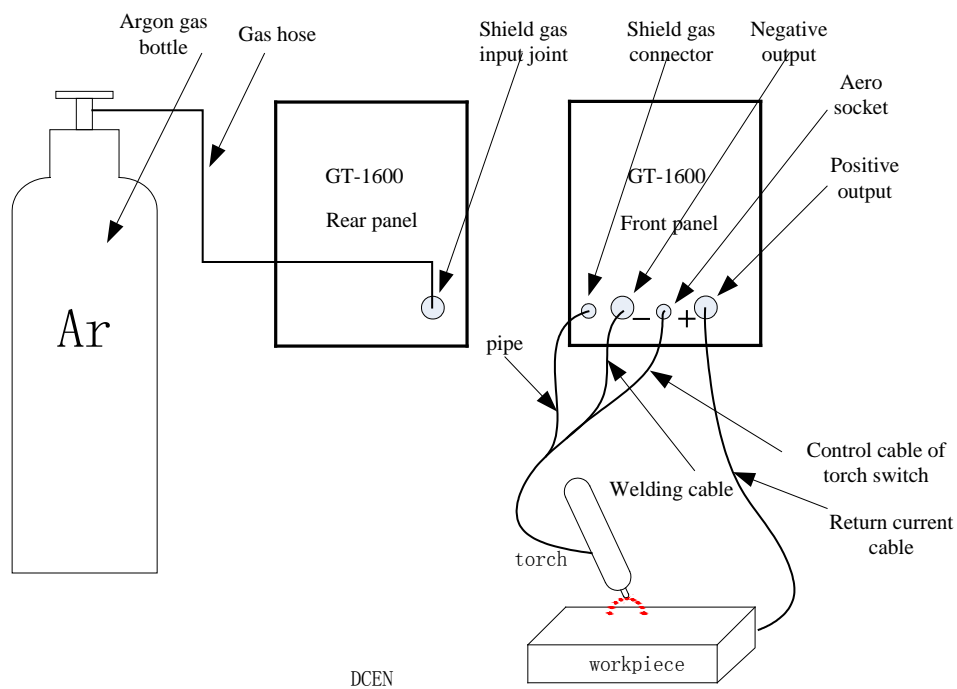 Argon gas
bottle
Gas hose
Shield gas
input joint
Shield gas
connector
Negative
output
Aero
socket
Positive
output
GT-1600
Rear panel
GT-1600
Front panel
Ar
− +
pipe
Control cable of
torch switch
Welding cable
Return current
cable
torch
workpiece
DCEN